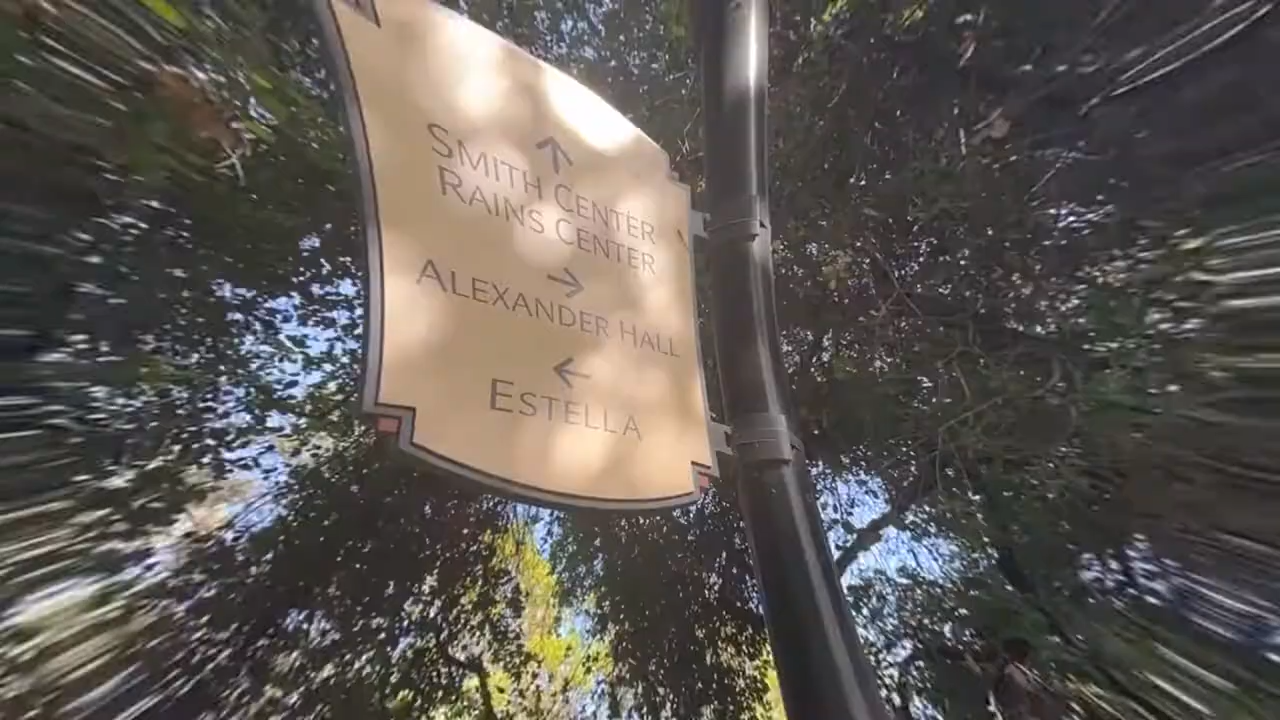 ↑
SMITH CENTER
RAINS CENTER
→
ALEXANDER HALL
←
ESTELLA